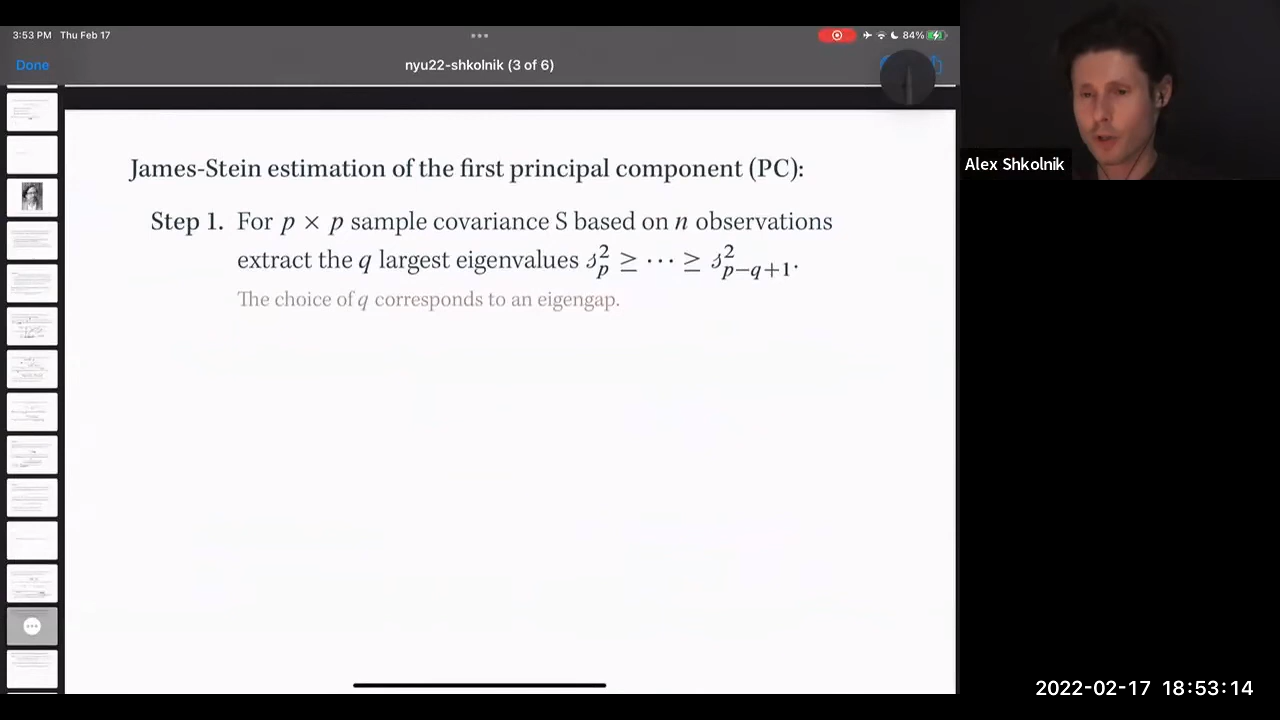 3:53 PM Thu Feb 17
84%
Done
nyu22-shkolnik (3 of 6)
James-Stein estimation of the first principal component (PC):
Step 1. For p × p sample covariance S based on n observations
extract the q largest eigenvalues 𝓈²ₚ ≥ ⋯ ≥ 𝓈²ₚ₋q₊₁.
The choice of q corresponds to an eigengap.
Alex Shkolnik
2022-02-17 18:53:14